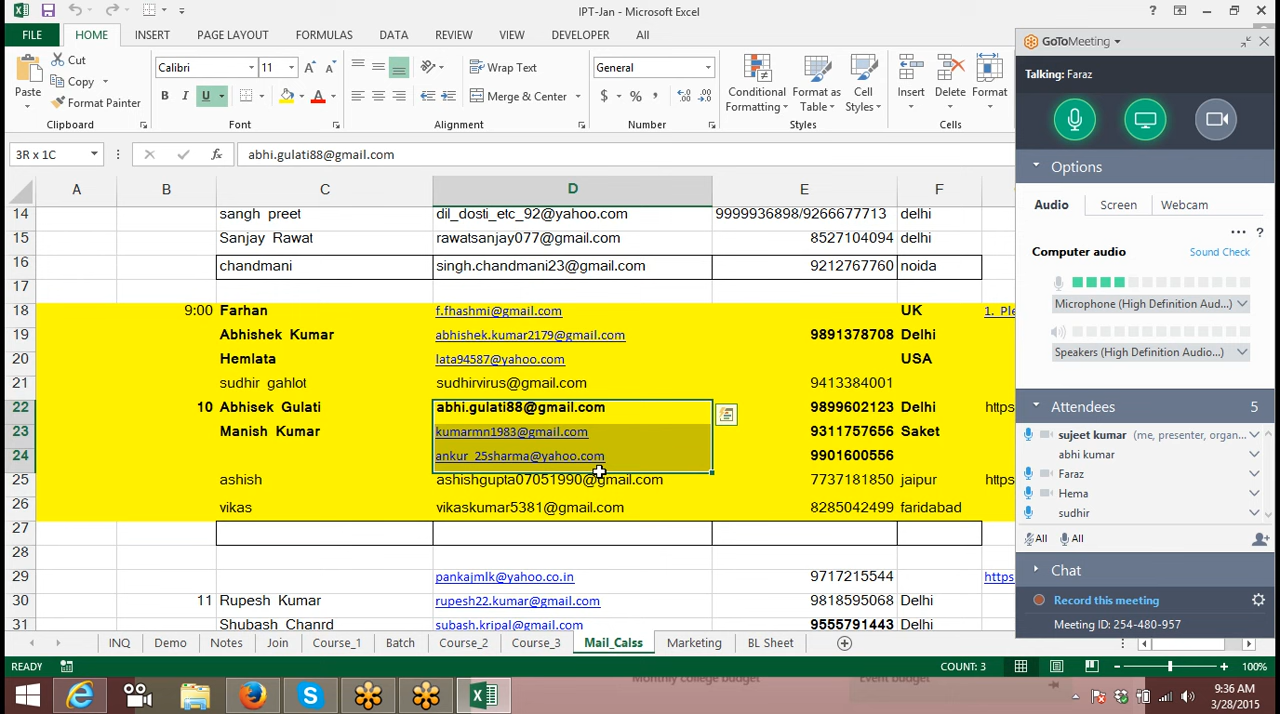 IPT-Jan - Microsoft Excel
FILE HOME INSERT PAGE LAYOUT FORMULAS DATA REVIEW VIEW DEVELOPER All
Paste
Cut
Copy
Format Painter
Clipboard
Calibri 11
B I U
Font
Wrap Text
Merge & Center
Alignment
General
$ % ,
Number
Conditional Formatting
Format as Table
Cell Styles
Styles
Insert Delete Format
Cells
3R x 1C abhi.gulati88@gmail.com
A B C D E F
14 sangh preet dil_dosti_etc_92@yahoo.com 9999936898/9266677713 delhi
15 Sanjay Rawat rawatsanjay077@gmail.com 8527104094 delhi
16 chandmani singh.chandmani23@gmail.com 9212767760 noida
17
18 9:00 Farhan f.fhashmi@gmail.com UK 1. Ple
19 Abhishek Kumar abhishek.kumar2179@gmail.com 9891378708 Delhi
20 Hemlata lata94587@yahoo.com USA
21 sudhir gahlot sudhirvirus@gmail.com 9413384001
22 10 Abhisek Gulati abhi.gulati88@gmail.com 9899602123 Delhi https
23 Manish Kumar kumarmn1983@gmail.com 9311757656 Saket
24 ankur_25sharma@yahoo.com 9901600556
25 ashish ashishgupta07051990@gmail.com 7737181850 jaipur https
26 vikas vikaskumar5381@gmail.com 8285042499 faridabad
27
28
29 pankajmlk@yahoo.co.in 9717215544 https
30 11 Rupesh Kumar rupesh22.kumar@gmail.com 9818595068 Delhi
31 Shubash Chanrd subash.kripal@gmail.com 9555791443 Delhi
INQ Demo Notes Join Course_1 Batch Course_2 Course_3 Mail_Calss Marketing BL Sheet
READY COUNT: 3 100%
Monthly college budget Event budget
9:36 AM
3/28/2015
GoToMeeting
Talking: Faraz
Options
Audio Screen Webcam
Computer audio Sound Check
Microphone (High Definition Aud...)
Speakers (High Definition Audio...)
Attendees 5
sujeet kumar (me, presenter, organ...
abhi kumar
Faraz
Hema
sudhir
All All
Chat
Record this meeting
Meeting ID: 254-480-957